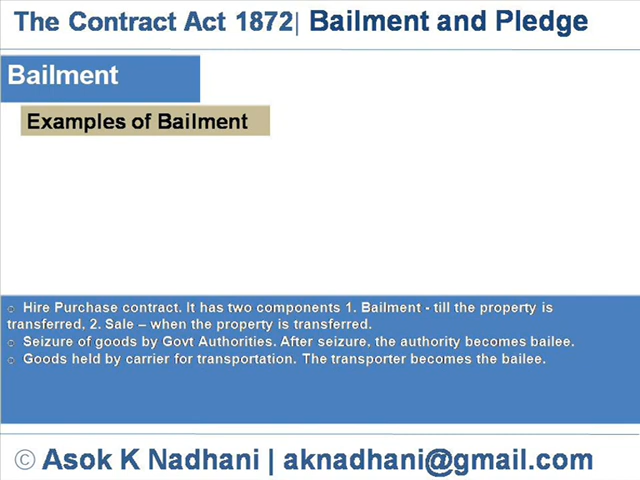 The Contract Act 1872| Bailment and Pledge
Bailment
Examples of Bailment
o Hire Purchase contract. It has two components 1. Bailment - till the property is
transferred, 2. Sale – when the property is transferred.
o Seizure of goods by Govt Authorities. After seizure, the authority becomes bailee.
o Goods held by carrier for transportation. The transporter becomes the bailee.
© Asok K Nadhani | aknadhani@gmail.com